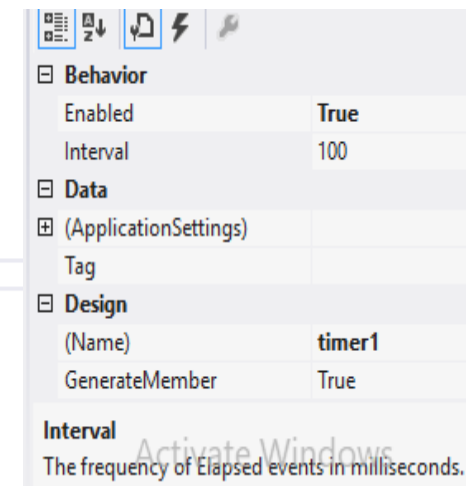 Behavior
Enabled True
Interval 100
Data
(ApplicationSettings)
Tag
Design
(Name) timer1
GenerateMember True
Interval
Activate Windows
The frequency of Elapsed events in milliseconds.